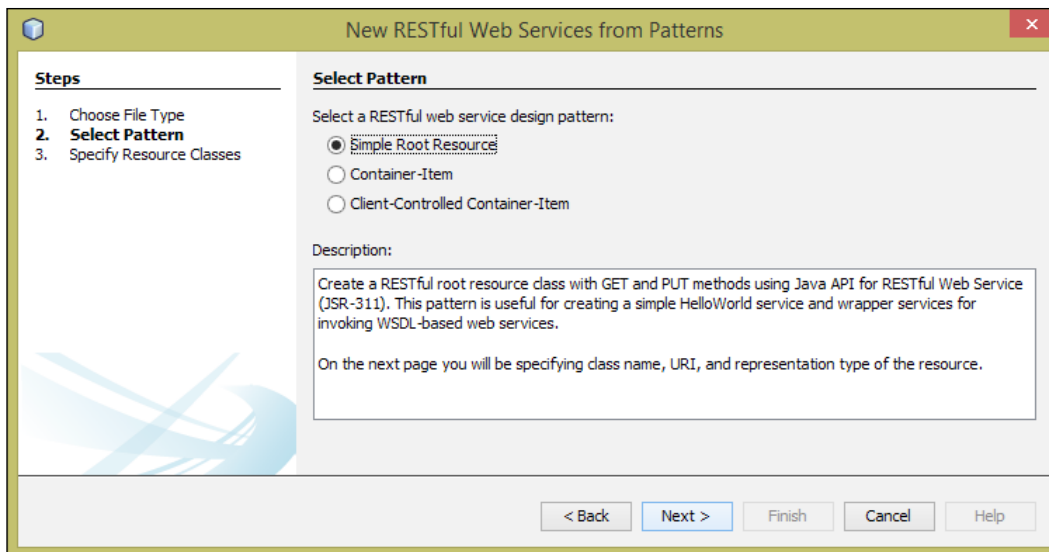 New RESTful Web Services from Patterns
Steps
1. Choose File Type
2. Select Pattern
3. Specify Resource Classes
Select Pattern
Select a RESTful web service design pattern:
Simple Root Resource
Container-Item
Client-Controlled Container-Item
Description:
Create a RESTful root resource class with GET and PUT methods using Java API for RESTful Web Service
(JSR-311). This pattern is useful for creating a simple HelloWorld service and wrapper services for
invoking WSDL-based web services.
On the next page you will be specifying class name, URI, and representation type of the resource.
< Back Next > Finish Cancel Help